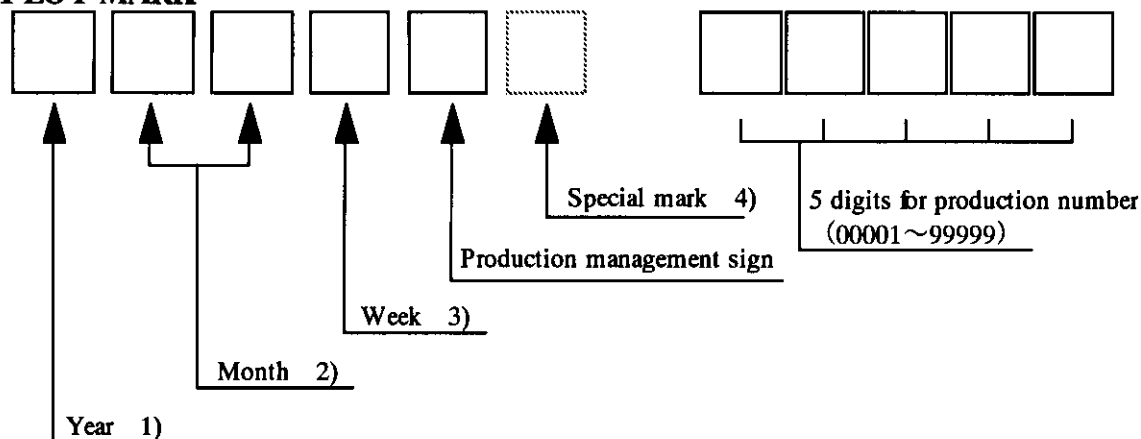 Special mark 4)
5 digits for production number
(00001～99999)
Production management sign
Week 3)
Month 2)
Year 1)